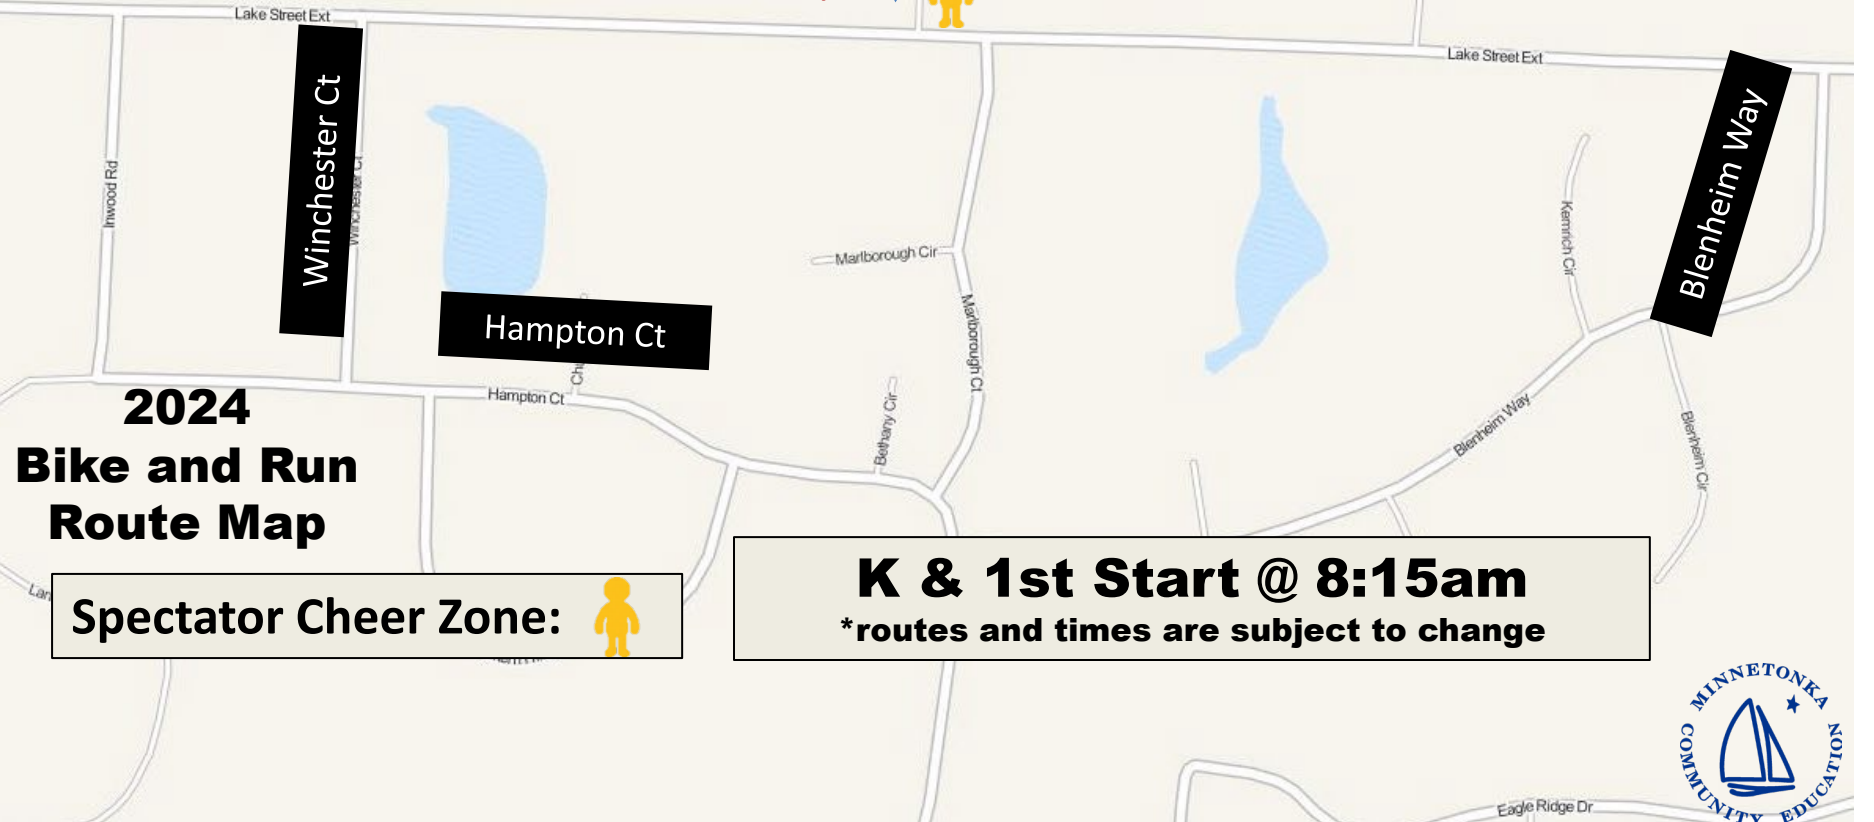 Lake Street Ext
Lake Street Ext
Winchester Ct
Winchester Ct
Inwood Rd
Blenheim Way
Kemrich Cir
Marlborough Cir
Marlborough Ct
Hampton Ct
Hampton Ct
Bethany Cir
Blenheim Way
Blenheim Cir
2024
Bike and Run
Route Map
Spectator Cheer Zone:
K & 1st Start @ 8:15am
*routes and times are subject to change
MINNETONKA
COMMUNITY EDUCATION
Eagle Ridge Dr